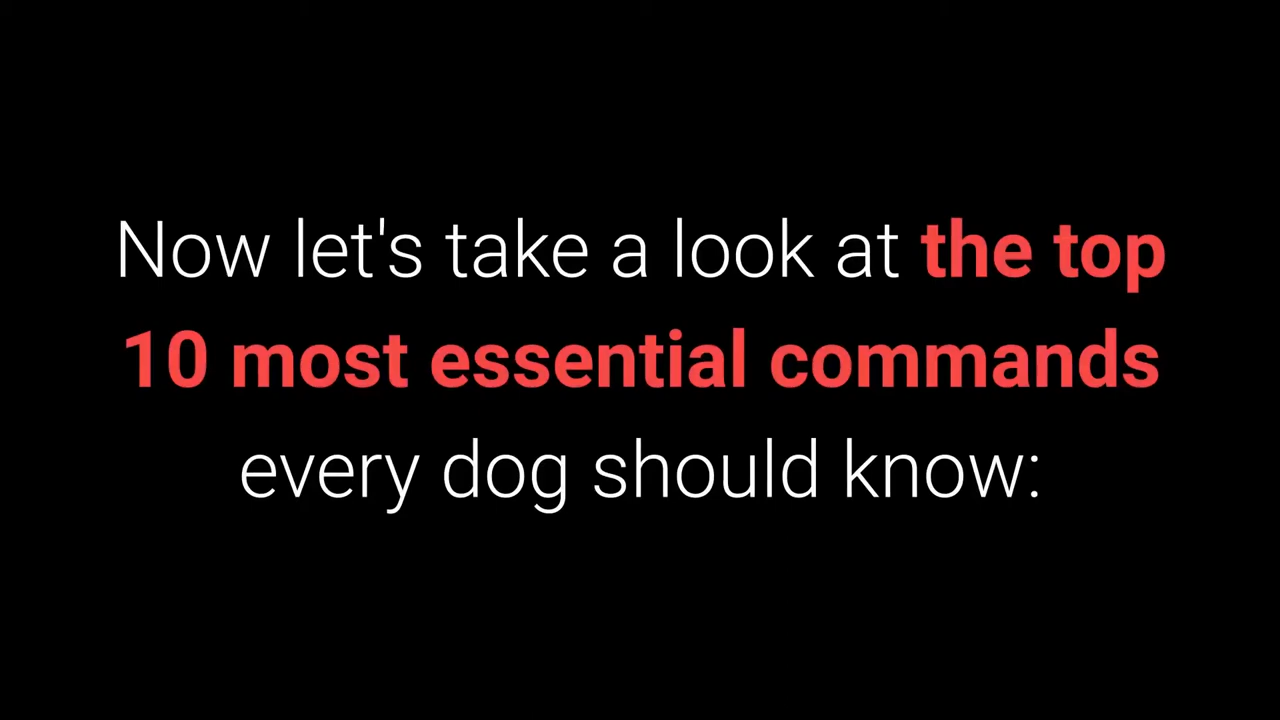 Now let's take a look at the top
10 most essential commands
every dog should know: